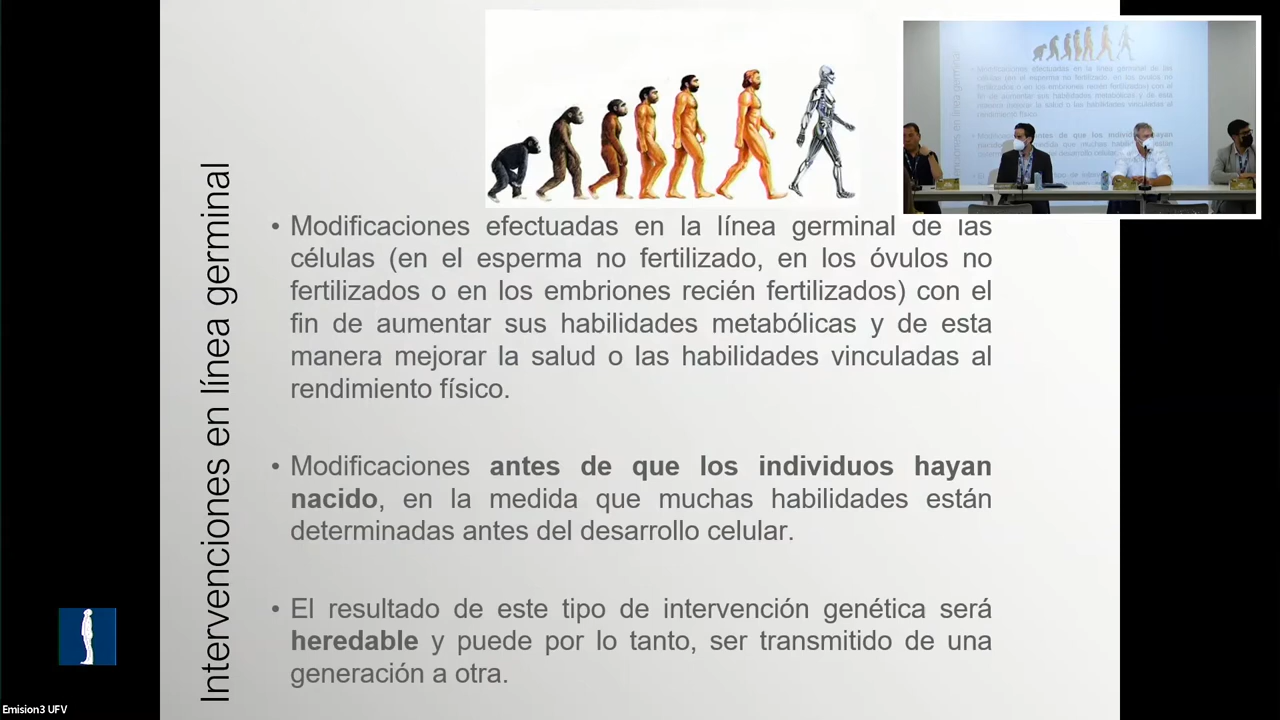 Intervenciones en línea germinal
• Modificaciones efectuadas en la línea germinal de las
células (en el esperma no fertilizado, en los óvulos no
fertilizados o en los embriones recién fertilizados) con el
fin de aumentar sus habilidades metabólicas y de esta
manera mejorar la salud o las habilidades vinculadas al
rendimiento físico.
• Modificaciones antes de que los individuos hayan
nacido, en la medida que muchas habilidades están
determinadas antes del desarrollo celular.
• El resultado de este tipo de intervención genética será
heredable y puede por lo tanto, ser transmitido de una
generación a otra.
Emision3 UFV